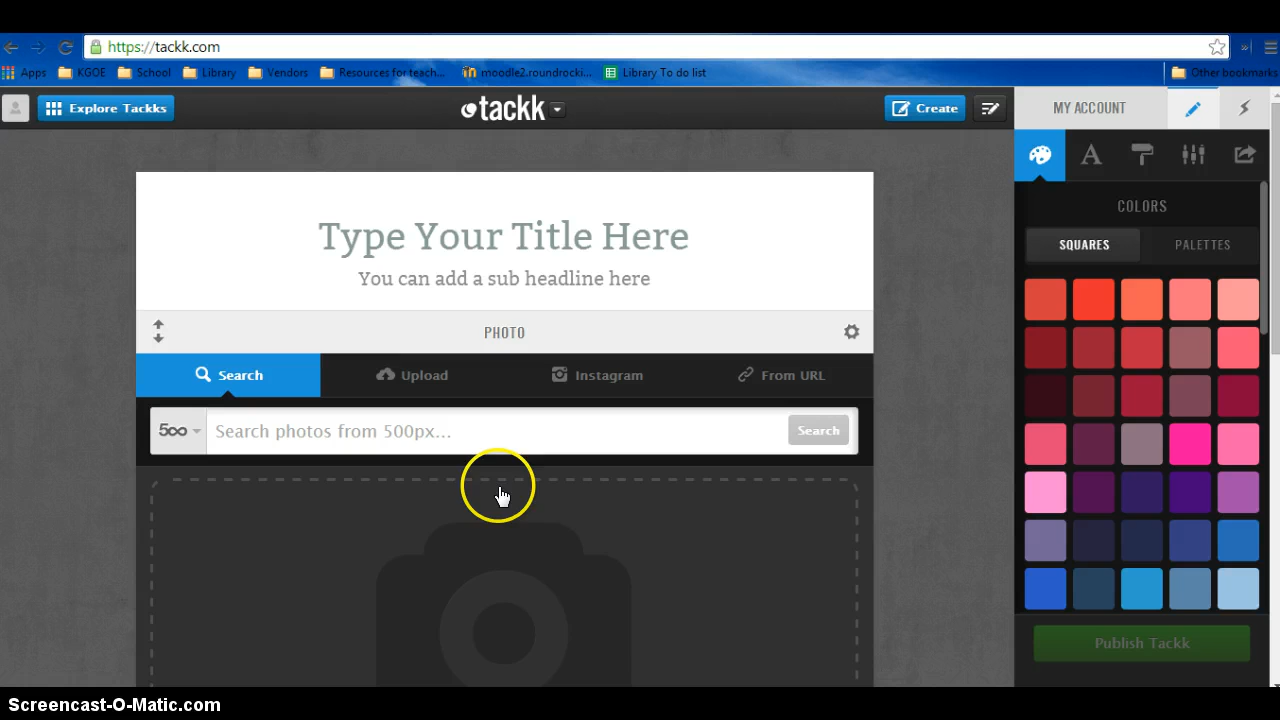 https://tackk.com
»
Apps KGOE School Library Vendors Resources for teach... moodle2.roundrocki... Library To do list Other bookmarks
Explore Tackks tackk Create MY ACCOUNT
COLORS
SQUARES PALETTES
Type Your Title Here
You can add a sub headline here
PHOTO
Search Upload Instagram From URL
500 Search photos from 500px... Search
Publish Tackk
Screencast-O-Matic.com